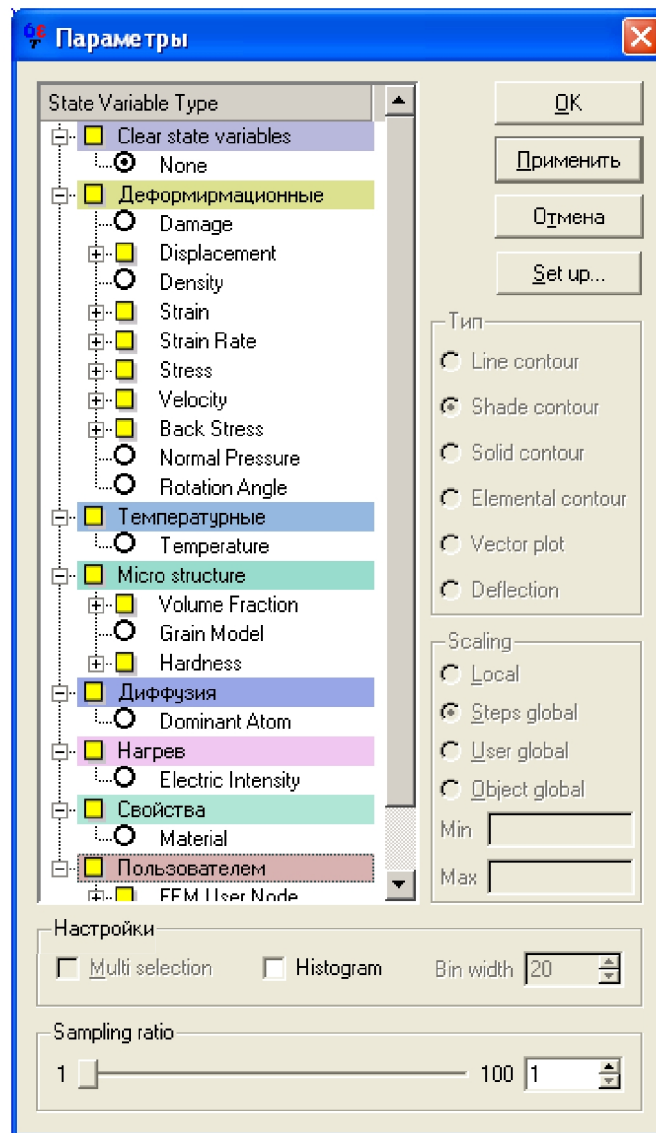 Параметры
State Variable Type
Clear state variables
None
Деформирмационные
Damage
Displacement
Density
Strain
Strain Rate
Stress
Velocity
Back Stress
Normal Pressure
Rotation Angle
Температурные
Temperature
Micro structure
Volume Fraction
Grain Model
Hardness
Диффузия
Dominant Atom
Нагрев
Electric Intensity
Свойства
Material
Пользователем
FEM User Node
OK
Применить
Отмена
Set up...
Тип
Line contour
Shade contour
Solid contour
Elemental contour
Vector plot
Deflection
Scaling
Local
Steps global
User global
Object global
Min
Max
Настройки
Multi selection Histogram Bin width 20
Sampling ratio
1 100 1